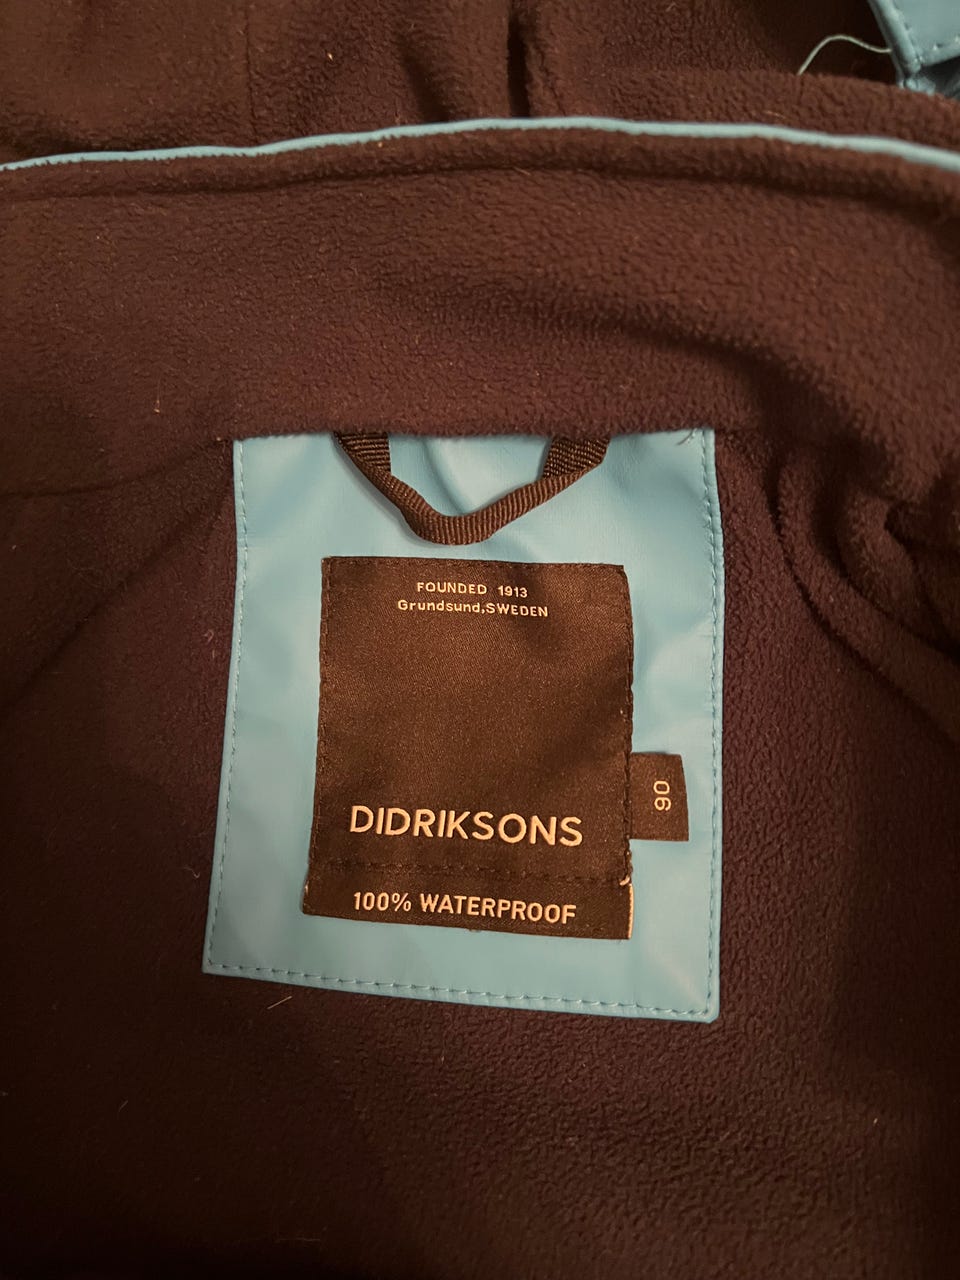 FOUNDED 1913
Grundsund,SWEDEN
DIDRIKSONS
90
100% WATERPROOF